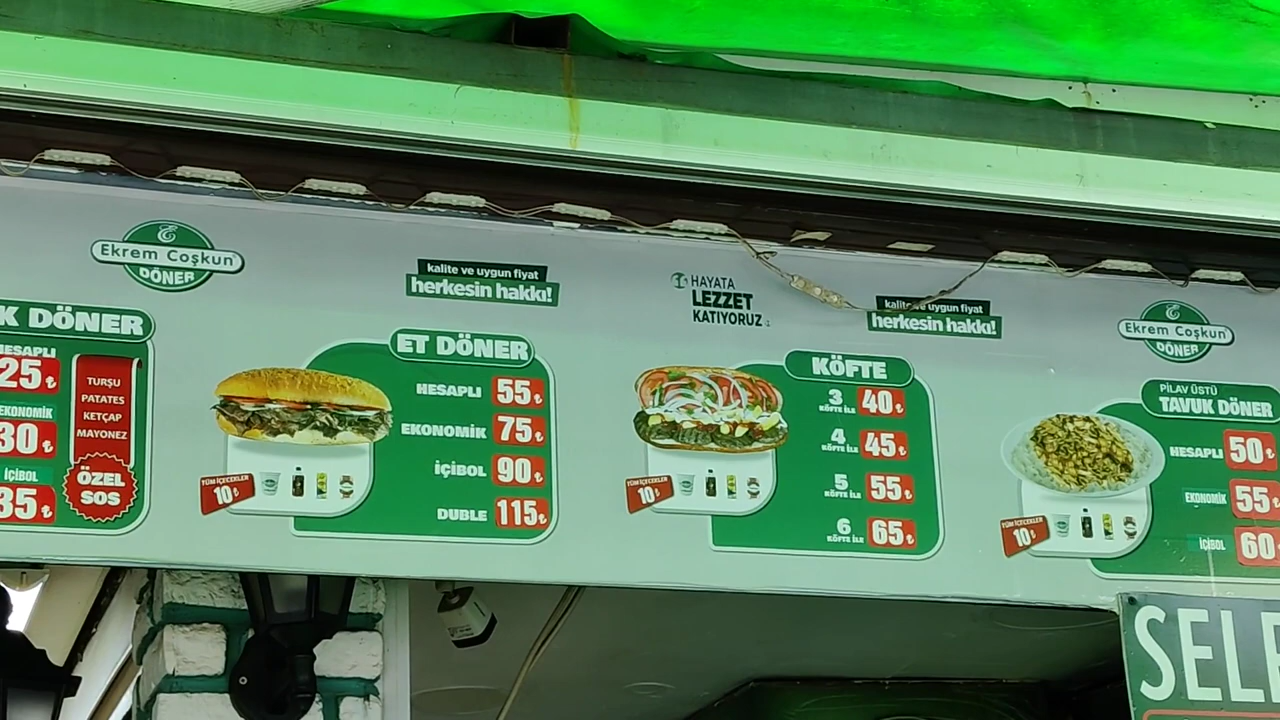 Ekrem Coşkun
DÖNER
kalite ve uygun fiyat
herkesin hakkı!
HAYATA
LEZZET
KATIYORUZ
kalite ve uygun fiyat
herkesin hakkı!
Ekrem Coşkun
DÖNER
K DÖNER
HESAPLI
25₺
EKONOMİK
30₺
İÇİBOL
35₺
TURŞU
PATATES
KETÇAP
MAYONEZ
ÖZEL
SOS
ET DÖNER
HESAPLI 55₺
EKONOMİK 75₺
İÇİBOL 90₺
DUBLE 115₺
TÜM İÇECEKLER
10₺
KÖFTE
3 KÖFTE İLE 40₺
4 KÖFTE İLE 45₺
5 KÖFTE İLE 55₺
6 KÖFTE İLE 65₺
TÜM İÇECEKLER
10₺
PİLAV ÜSTÜ
TAVUK DÖNER
HESAPLI 50₺
EKONOMİK 55₺
İÇİBOL 60₺
TÜM İÇECEKLER
10₺
SELF